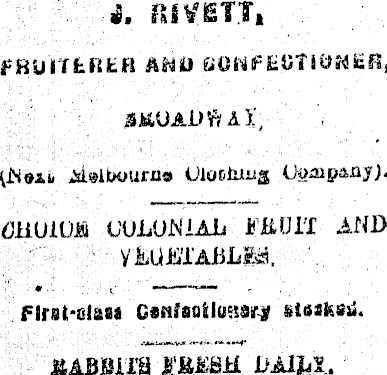 J. RIVETT,
FRUITERER AND CONFECTIONER,
BROADWAY,
(Next Melbourne Clothing Company).
CHOICE COLONIAL FRUIT AND
VEGETABLES.
First-class Confectionery stocked.
RABBITS FRESH DAILY.